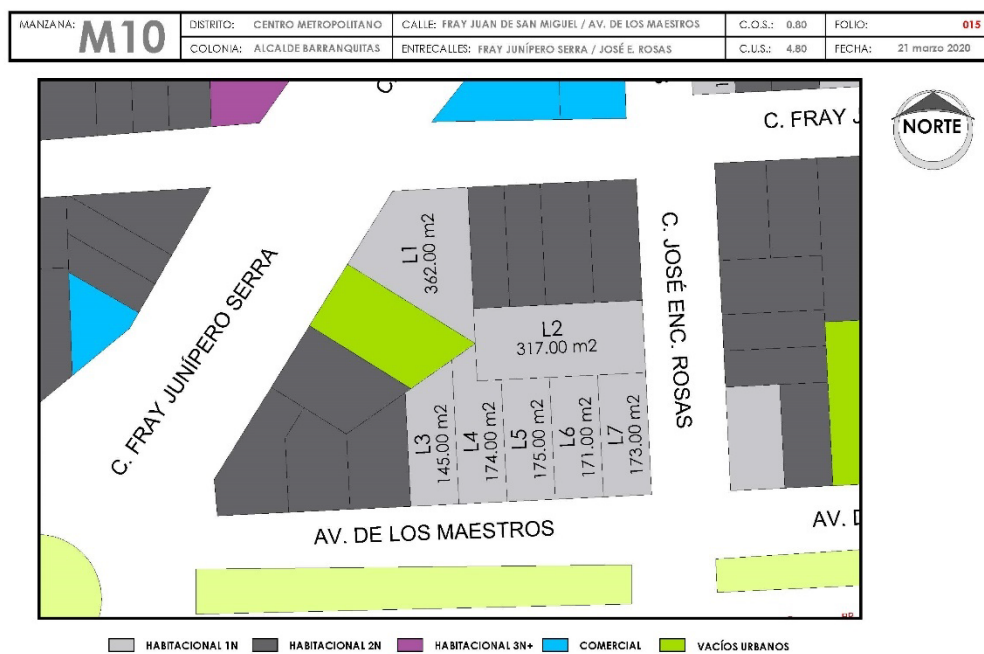 MANZANA: M10
DISTRITO: CENTRO METROPOLITANO
CALLE: FRAY JUAN DE SAN MIGUEL / AV. DE LOS MAESTROS
C.O.S.: 0.80
FOLIO: 015
COLONIA: ALCALDE BARRANQUITAS
ENTRECALLES: FRAY JUNÍPERO SERRA / JOSÉ E. ROSAS
C.U.S.: 4.80
FECHA: 21 marzo 2020
NORTE
C. FRAY J
C. FRAY JUNÍPERO SERRA
C. JOSÉ ENC. ROSAS
L1
362.00 m2
L2
317.00 m2
L3
145.00 m2
L4
174.00 m2
L5
175.00 m2
L6
171.00 m2
L7
173.00 m2
AV. DE LOS MAESTROS
AV. D
HABITACIONAL 1N
HABITACIONAL 2N
HABITACIONAL 3N+
COMERCIAL
VACÍOS URBANOS